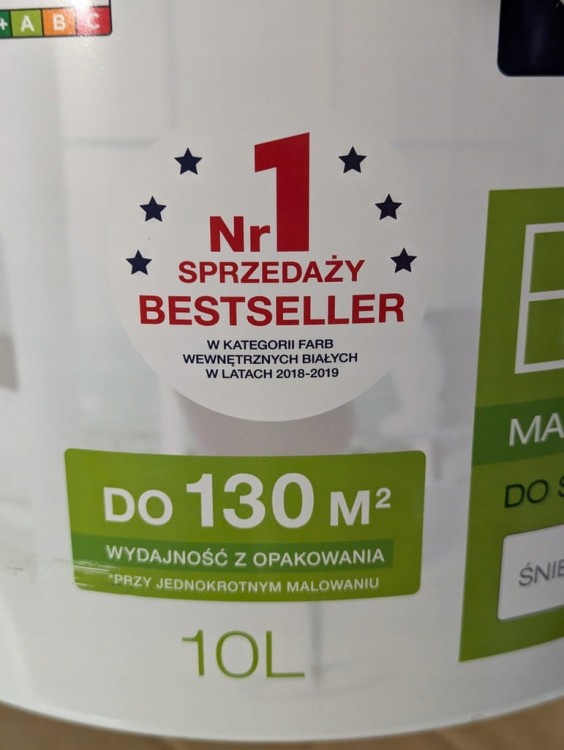 + A B C
Nr 1
SPRZEDAŻY
BESTSELLER
W KATEGORII FARB
WEWNĘTRZNYCH BIAŁYCH
W LATACH 2018-2019
DO 130 M²
WYDAJNOŚĆ Z OPAKOWANIA
*PRZY JEDNOKROTNYM MALOWANIU
10L
MA
DO